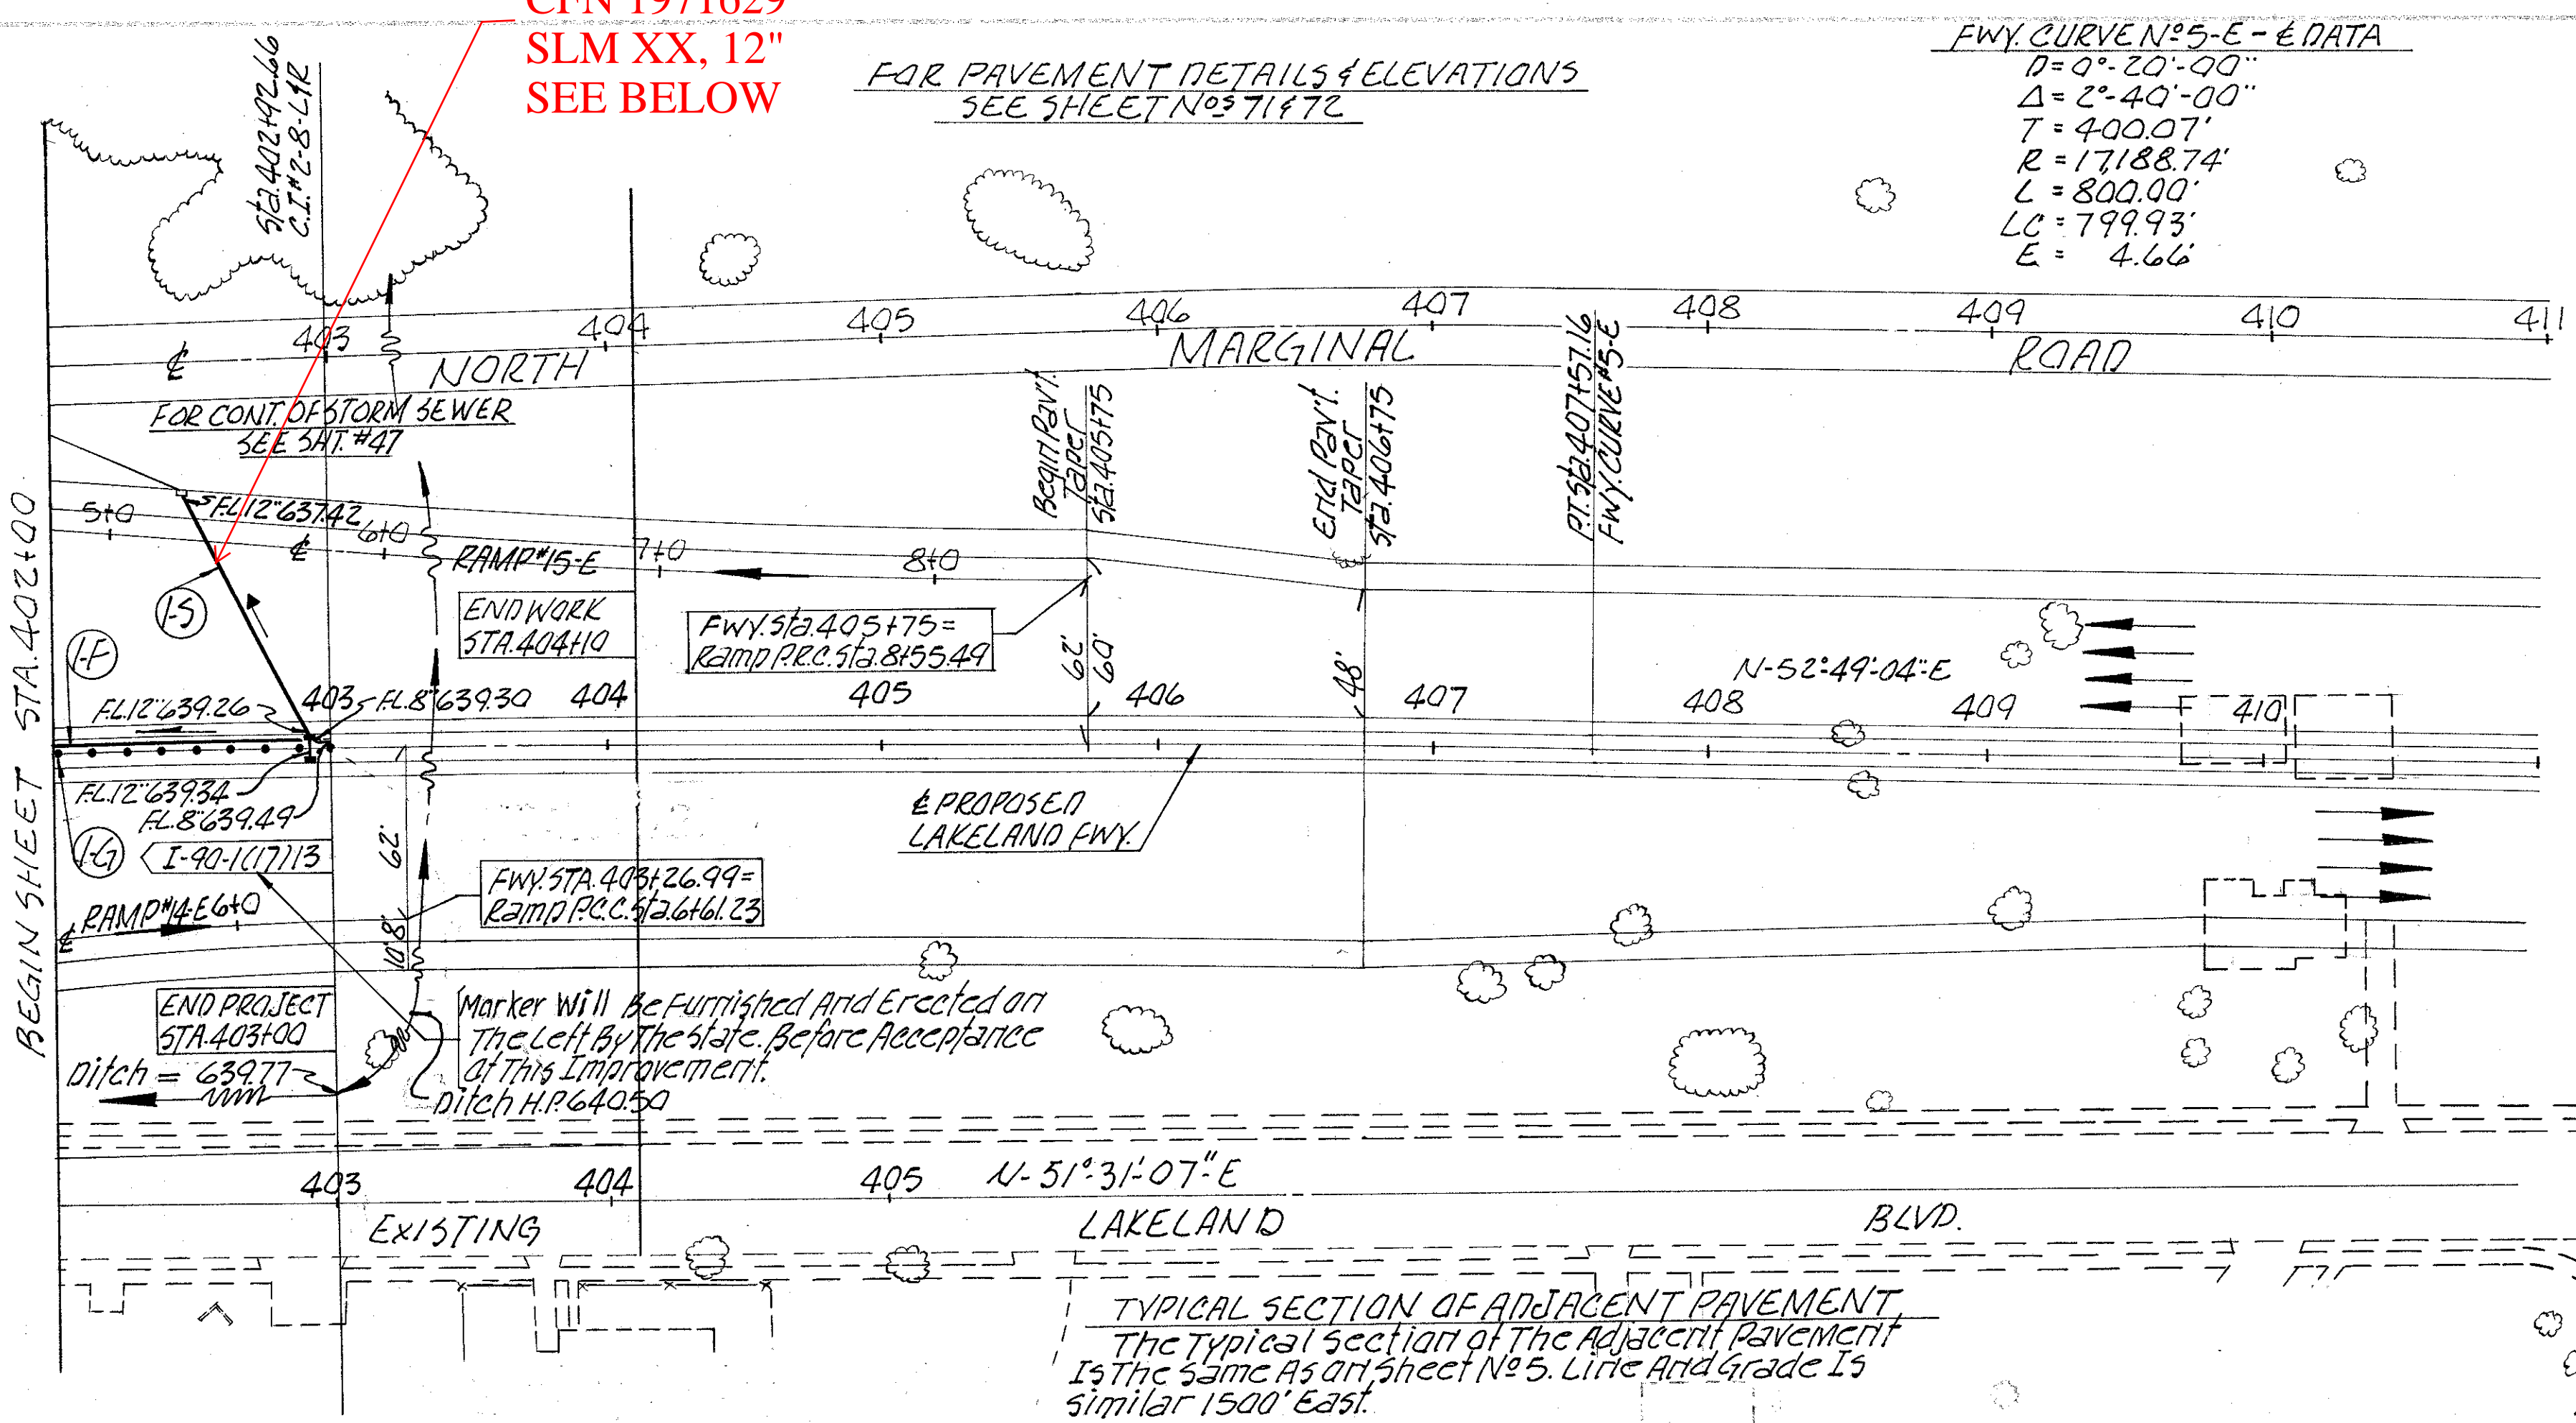 CFN 1971629
SLM XX, 12"
SEE BELOW
FOR PAVEMENT DETAILS & ELEVATIONS
SEE SHEET Nos 71 & 72
FWY. CURVE Nº 5-E - ℄ DATA
D = 0°-20'-00"
Δ = 2°-40'-00"
T = 400.07'
R = 17,188.74'
L = 800.00'
LC = 799.93'
E = 4.66'
Sta. 402+92.66
C.I. #2-8-L&R
403 404 405 406 407 408 409 410 411
℄ NORTH MARGINAL ROAD
FOR CONT. OF STORM SEWER
SEE SHT. #47
BEGIN SHEET STA. 402+00
Begin Pav't.
Taper
Sta. 405+75
End Pav't.
Taper
Sta. 406+75
P.T. Sta. 407+57.16
FWY. CURVE #5-E
5+0 6+0 7+0 8+0
F.L. 12" 637.42
℄ RAMP #15-E
1-S
1-F
END WORK
STA. 404+10
FWY. Sta. 405+75 =
Ramp P.R.C. Sta. 8+55.49
62'
60'
48'
N-52°-49'-04"-E
F.L. 12" 639.26
F.L. 8" 639.30
403 404 405 406 407 408 409 410
F.L. 12" 639.34
F.L. 8" 639.49
1-G
I-90-1(17)13
62'
10.8'
℄ PROPOSED
LAKELAND FWY.
FWY. STA. 403+26.99 =
Ramp P.C.C. Sta. 6+61.23
℄ RAMP #14-E 6+0
END PROJECT
STA. 403+00
Marker Will Be Furnished And Erected on
The Left By The State. Before Acceptance
Of This Improvement.
Ditch = 639.77
Ditch H.P. 640.50
403 404 405 N-51°-31'-07"-E
EXISTING LAKELAND BLVD.
TYPICAL SECTION OF ADJACENT PAVEMENT
The Typical Section of The Adjacent Pavement
Is The Same As on Sheet Nº 5. Line And Grade Is
Similar 1500' East.